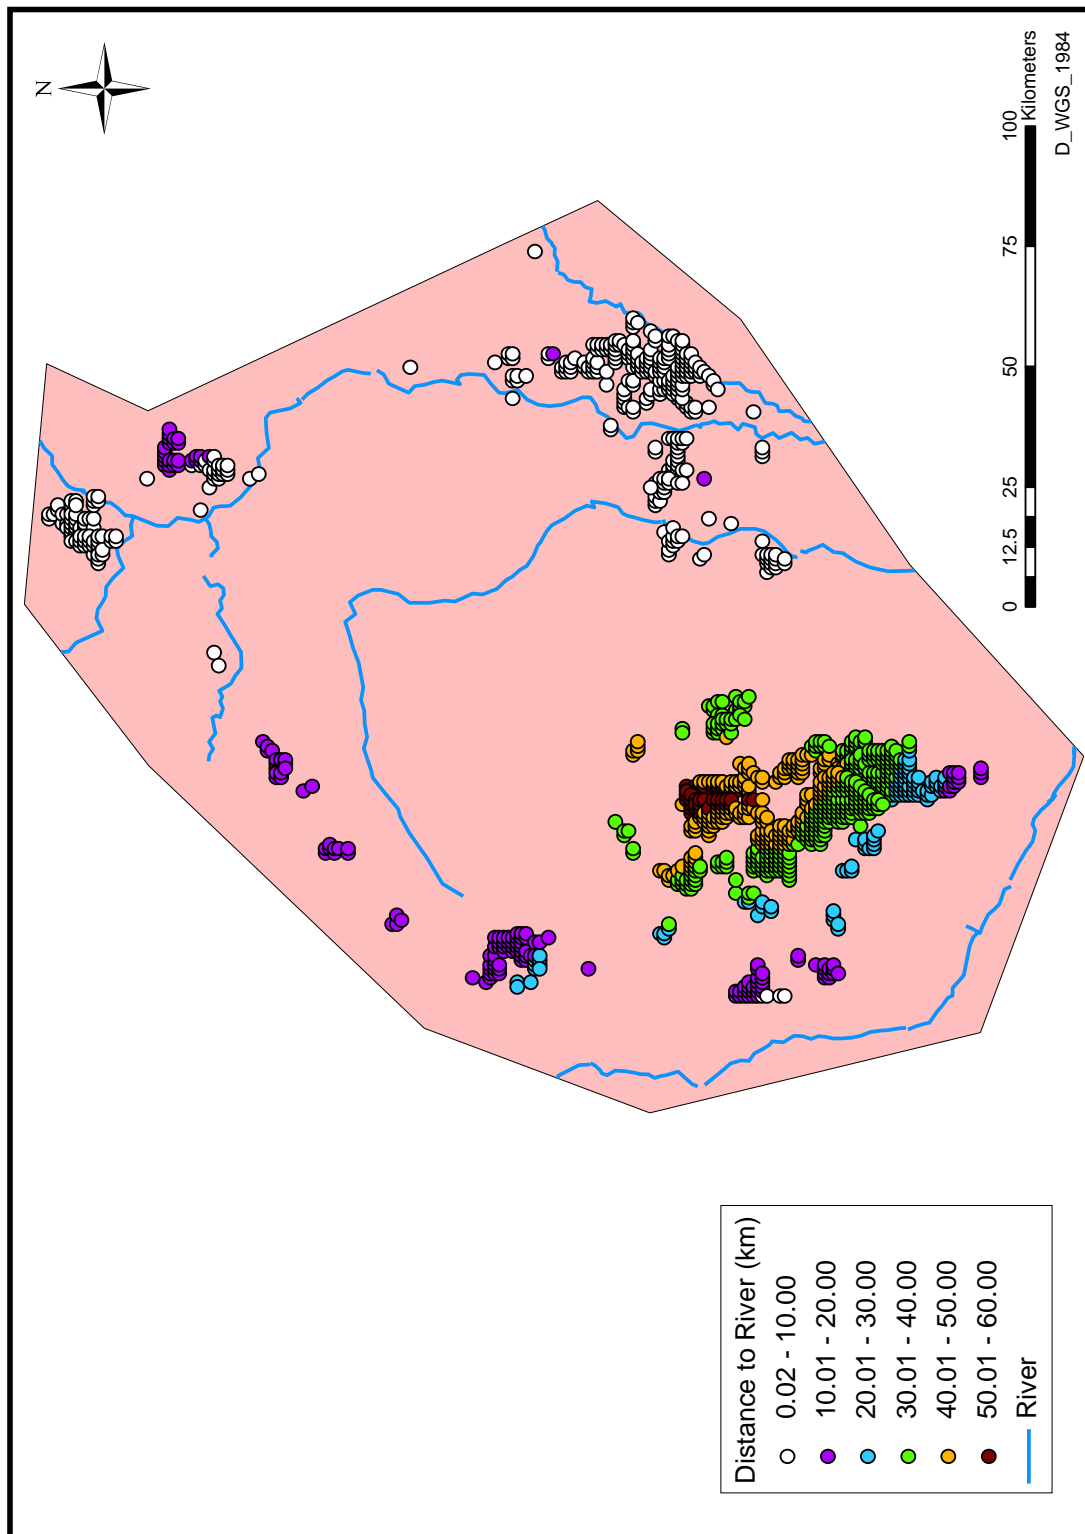 N
0 12.5 25 50 75 100
Kilometers
D_WGS_1984
Distance to River (km)
0.02 - 10.00
10.01 - 20.00
20.01 - 30.00
30.01 - 40.00
40.01 - 50.00
50.01 - 60.00
River